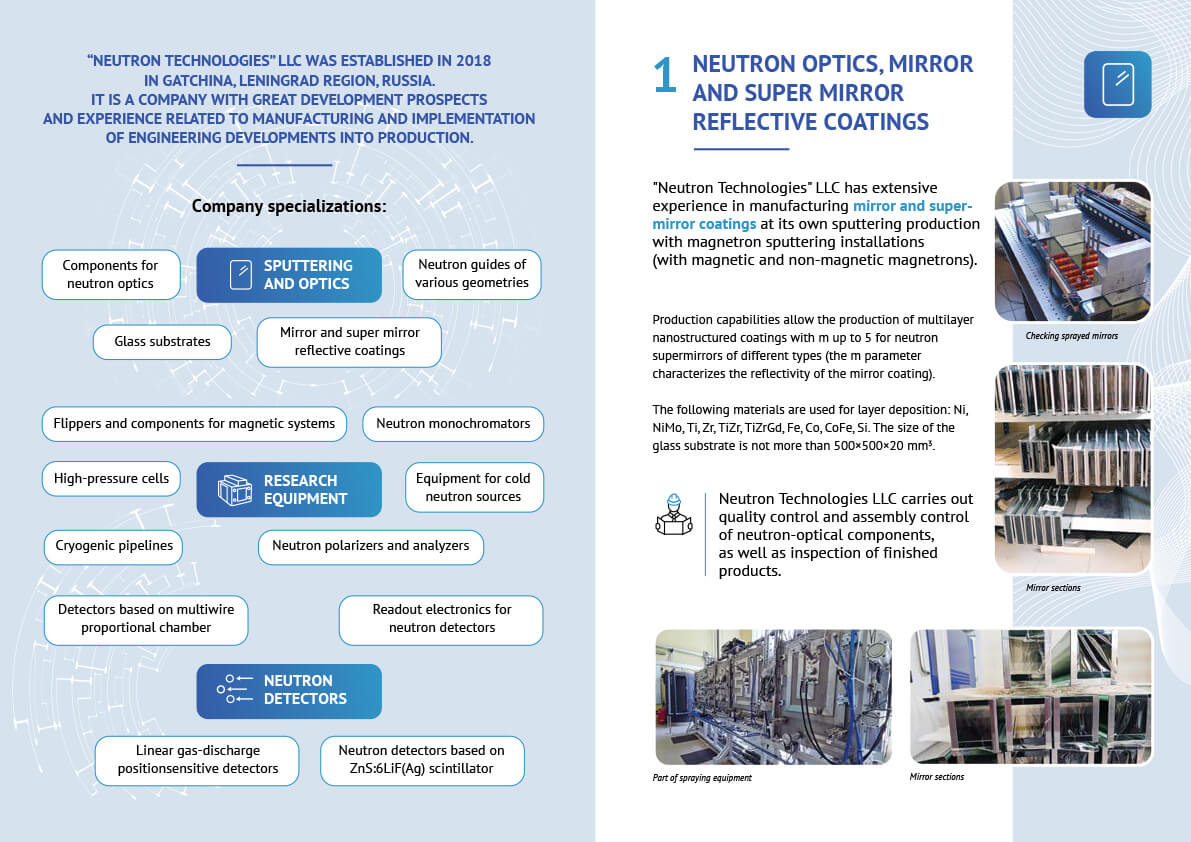 “NEUTRON TECHNOLOGIES” LLC WAS ESTABLISHED IN 2018
IN GATCHINA, LENINGRAD REGION, RUSSIA.
IT IS A COMPANY WITH GREAT DEVELOPMENT PROSPECTS
AND EXPERIENCE RELATED TO MANUFACTURING AND IMPLEMENTATION
OF ENGINEERING DEVELOPMENTS INTO PRODUCTION.
Company specializations:
Components for
neutron optics
SPUTTERING
AND OPTICS
Neutron guides of
various geometries
Glass substrates
Mirror and super mirror
reflective coatings
Flippers and components for magnetic systems
Neutron monochromators
High-pressure cells
RESEARCH
EQUIPMENT
Equipment for cold
neutron sources
Cryogenic pipelines
Neutron polarizers and analyzers
Detectors based on multiwire
proportional chamber
Readout electronics for
neutron detectors
NEUTRON
DETECTORS
Linear gas-discharge
positionsensitive detectors
Neutron detectors based on
ZnS:6LiF(Ag) scintillator
1
NEUTRON OPTICS, MIRROR
AND SUPER MIRROR
REFLECTIVE COATINGS
"Neutron Technologies" LLC has extensive
experience in manufacturing mirror and super-
mirror coatings at its own sputtering production
with magnetron sputtering installations
(with magnetic and non-magnetic magnetrons).
Production capabilities allow the production of multilayer
nanostructured coatings with m up to 5 for neutron
supermirrors of different types (the m parameter
characterizes the reflectivity of the mirror coating).
The following materials are used for layer deposition: Ni,
NiMo, Ti, Zr, TiZr, TiZrGd, Fe, Co, CoFe, Si. The size of the
glass substrate is not more than 500×500×20 mm³.
Neutron Technologies LLC carries out
quality control and assembly control
of neutron-optical components,
as well as inspection of finished
products.
Checking sprayed mirrors
Mirror sections
Part of spraying equipment
Mirror sections